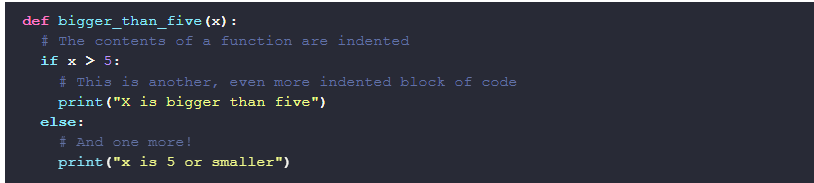 def bigger_than_five(x):
  # The contents of a function are indented
  if x > 5:
    # This is another, even more indented block of code
    print("X is bigger than five")
  else:
    # And one more!
    print("x is 5 or smaller")